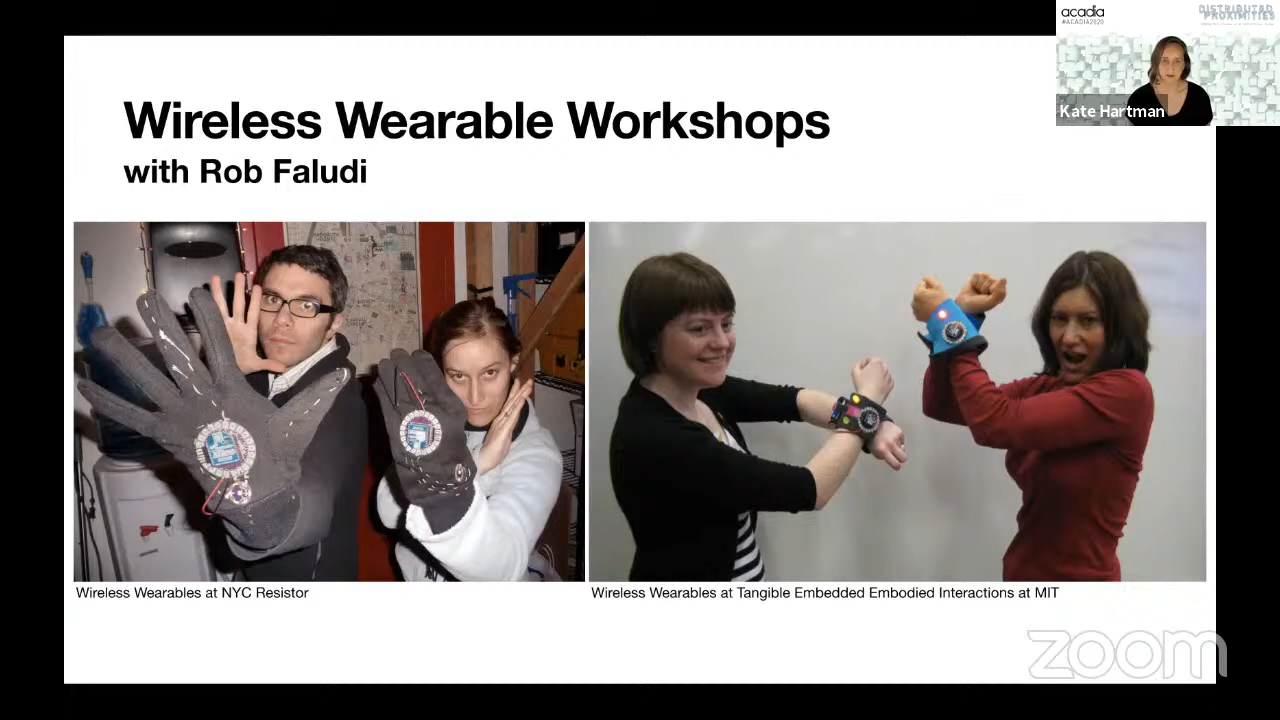 acadia
#ACADIA2020
DISTRIBUTED
PROXIMITIES
Kate Hartman
Wireless Wearable Workshops
with Rob Faludi
Wireless Wearables at NYC Resistor
Wireless Wearables at Tangible Embedded Embodied Interactions at MIT
zoom